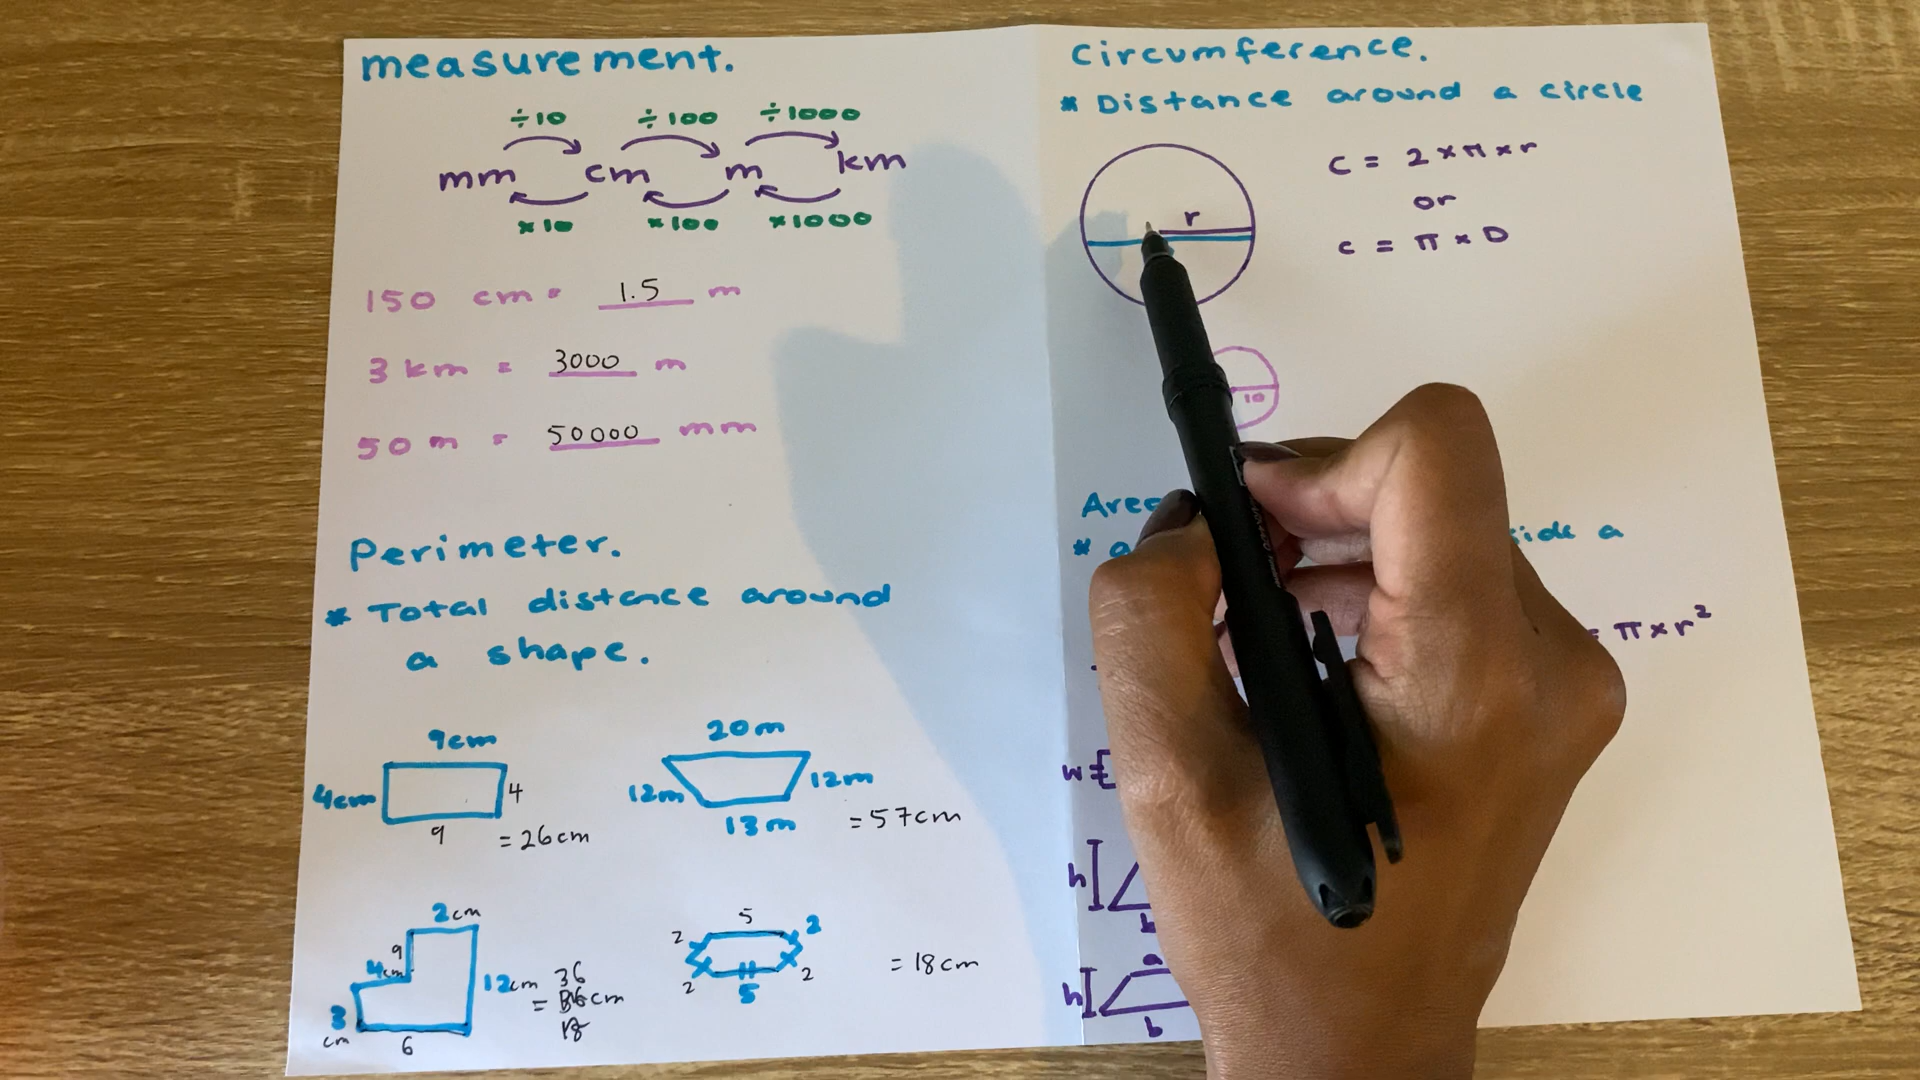 measurement.
÷10 ÷100 ÷1000
mm cm m km
×10 ×100 ×1000
150 cm = 1.5 m
3 km = 3000 m
50 m = 50000 mm
Perimeter.
* Total distance around
a shape.
9cm
4cm 4
9 = 26cm
20m
12m 12m
13m = 57cm
2cm
9
4cm
12cm 36
= cm
18
3
cm
6
5
2 2
2 2
5
= 18cm
Circumference.
* Distance around a circle
r
C = 2 × π × r
or
C = π × D
10
Area
* a
side a
= π × r²
w
h
b
a
h
b